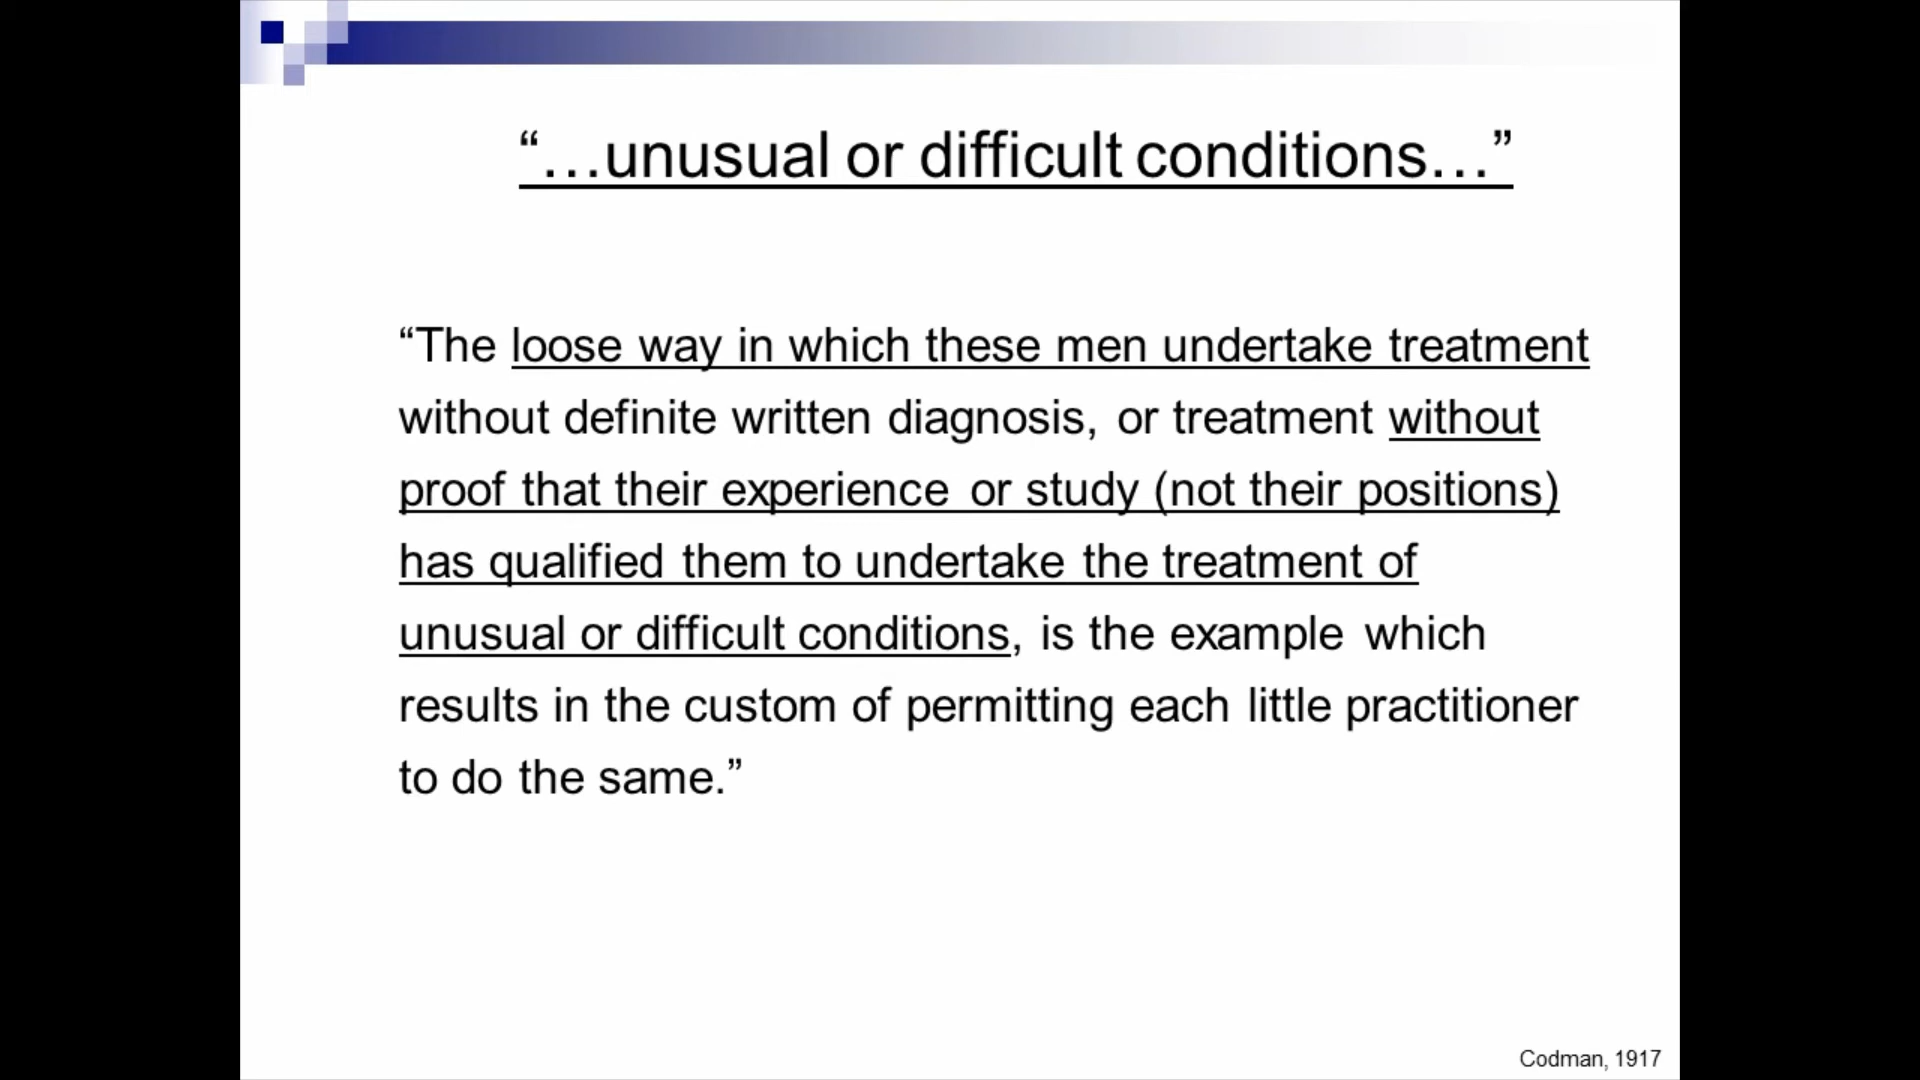 “…unusual or difficult conditions…”
“The loose way in which these men undertake treatment
without definite written diagnosis, or treatment without
proof that their experience or study (not their positions)
has qualified them to undertake the treatment of
unusual or difficult conditions, is the example which
results in the custom of permitting each little practitioner
to do the same.”
Codman, 1917